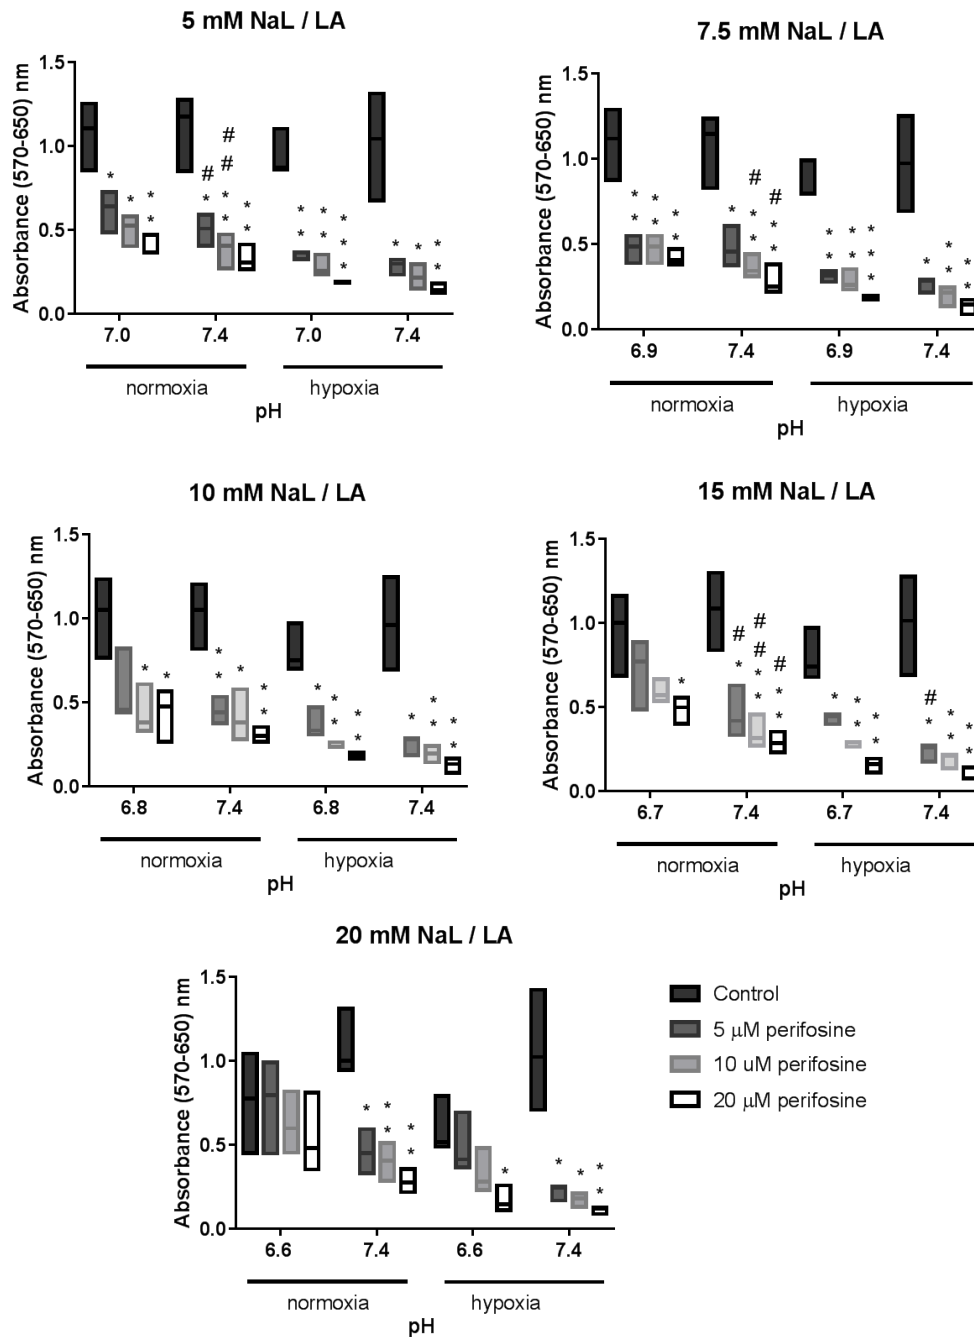 5 mM NaL / LA
Absorbance (570-650) nm
1.5
1.0
0.5
0.0
* * * * # * # # * * * * * * * * * * * * * * * *
7.0 7.4 7.0 7.4
normoxia hypoxia
pH
7.5 mM NaL / LA
Absorbance (570-650) nm
1.5
1.0
0.5
0.0
* * * * * * * # * * # * * * * * * * * * * * * * *
6.9 7.4 6.9 7.4
normoxia hypoxia
pH
10 mM NaL / LA
Absorbance (570-650) nm
1.5
1.0
0.5
0.0
* * * * * * * * * * * * * * * * *
6.8 7.4 6.8 7.4
normoxia hypoxia
pH
15 mM NaL / LA
Absorbance (570-650) nm
1.5
1.0
0.5
0.0
* # * # # * * # * * * * * * # * * * * *
6.7 7.4 6.7 7.4
normoxia hypoxia
pH
20 mM NaL / LA
Absorbance (570-650) nm
1.5
1.0
0.5
0.0
* * * * * * * * * *
6.6 7.4 6.6 7.4
normoxia hypoxia
pH
Control
5 µM perifosine
10 uM perifosine
20 µM perifosine